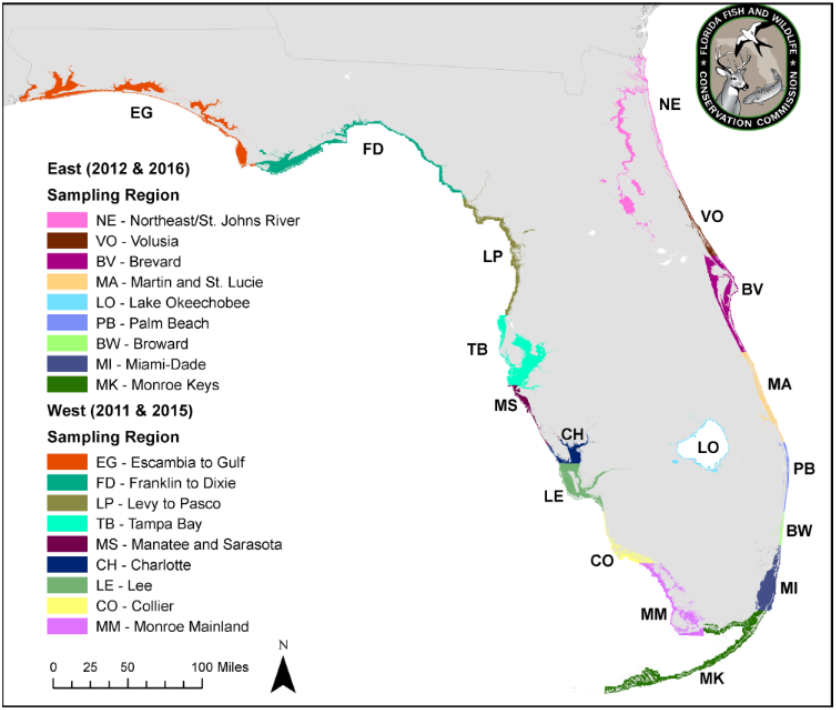 FLORIDA FISH AND WILDLIFE
CONSERVATION COMMISSION
EG
FD
NE
VO
LP
BV
TB
MA
MS
CH
LO
LE
PB
BW
CO
MI
MM
MK
East (2012 & 2016)
Sampling Region
NE - Northeast/St. Johns River
VO - Volusia
BV - Brevard
MA - Martin and St. Lucie
LO - Lake Okeechobee
PB - Palm Beach
BW - Broward
MI - Miami-Dade
MK - Monroe Keys
West (2011 & 2015)
Sampling Region
EG - Escambia to Gulf
FD - Franklin to Dixie
LP - Levy to Pasco
TB - Tampa Bay
MS - Manatee and Sarasota
CH - Charlotte
LE - Lee
CO - Collier
MM - Monroe Mainland
0 25 50 100 Miles
N